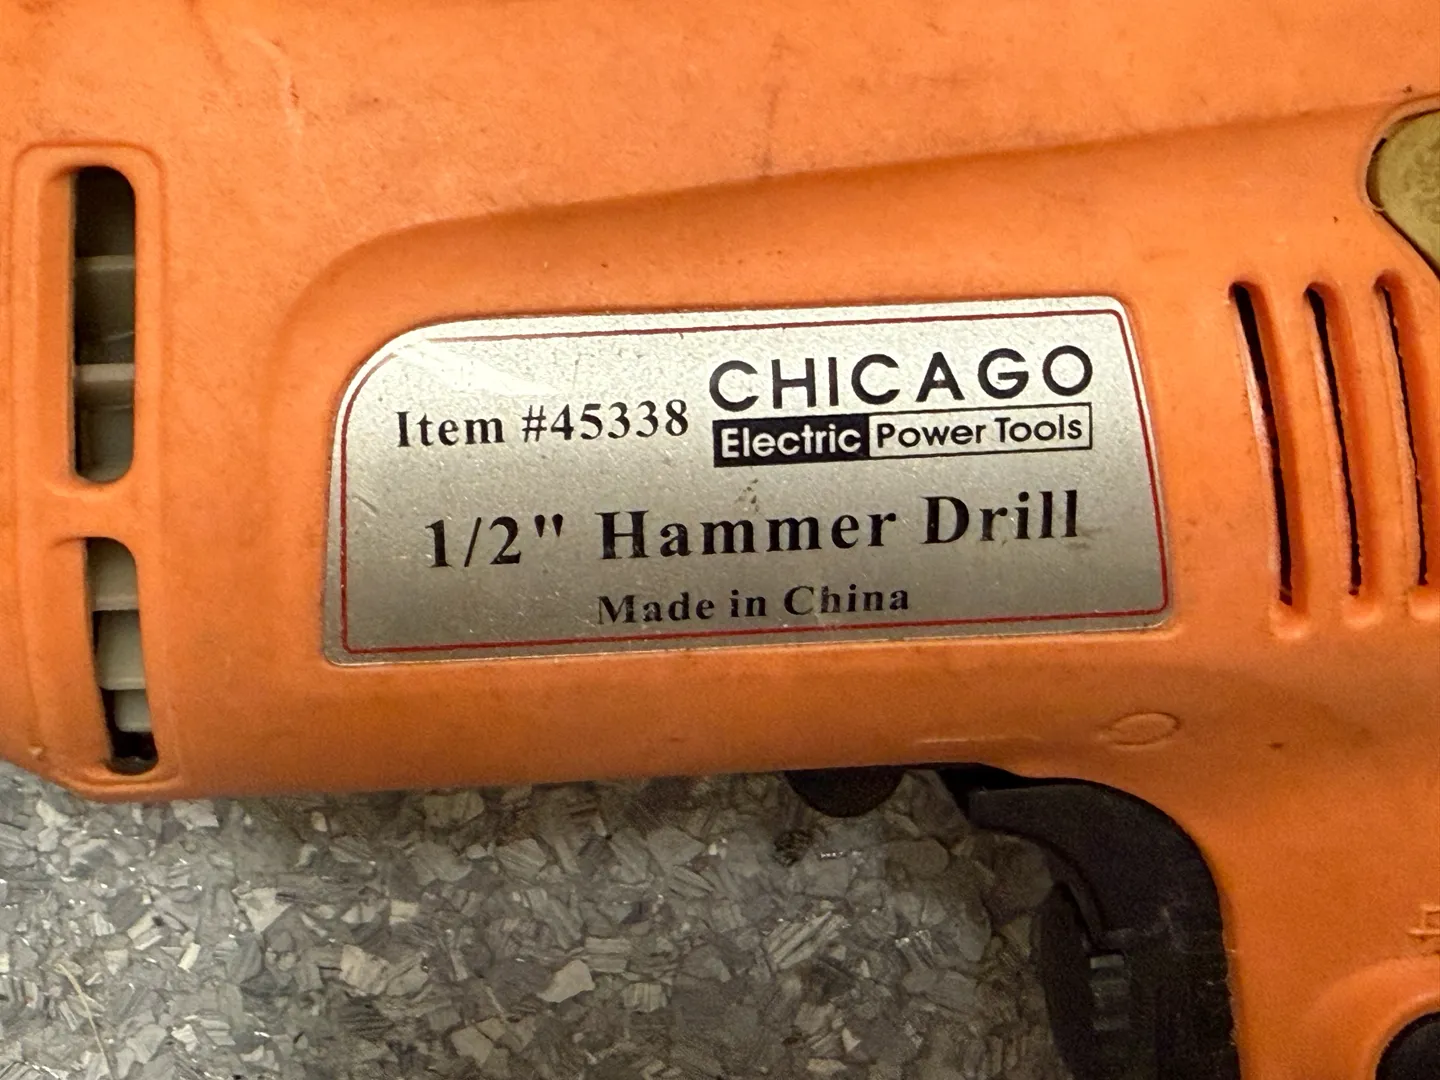 Item #45338
CHICAGO
Electric Power Tools
1/2" Hammer Drill
Made in China